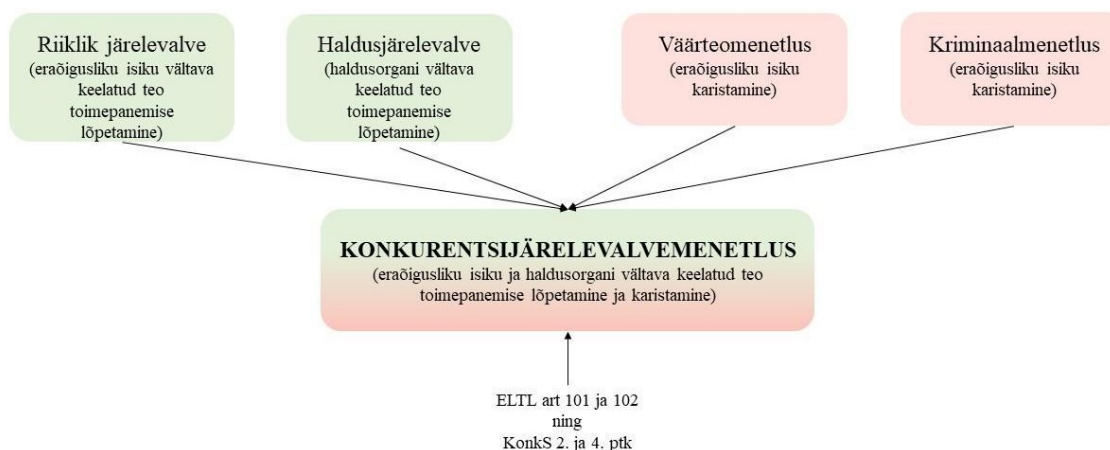 Riiklik järelevalve
(eraõigusliku isiku vältava
keelatud teo
toimepanemise
lõpetamine)
Haldusjärelevalve
(haldusorgani vältava
keelatud teo
toimepanemise
lõpetamine)
Väärteomenetlus
(eraõigusliku isiku
karistamine)
Kriminaalmenetlus
(eraõigusliku isiku
karistamine)
KONKURENTSIJÄRELEVALVEMENETLUS
(eraõigusliku isiku ja haldusorgani vältava keelatud teo
toimepanemise lõpetamine ja karistamine)
ELTL art 101 ja 102
ning
KonkS 2. ja 4. ptk